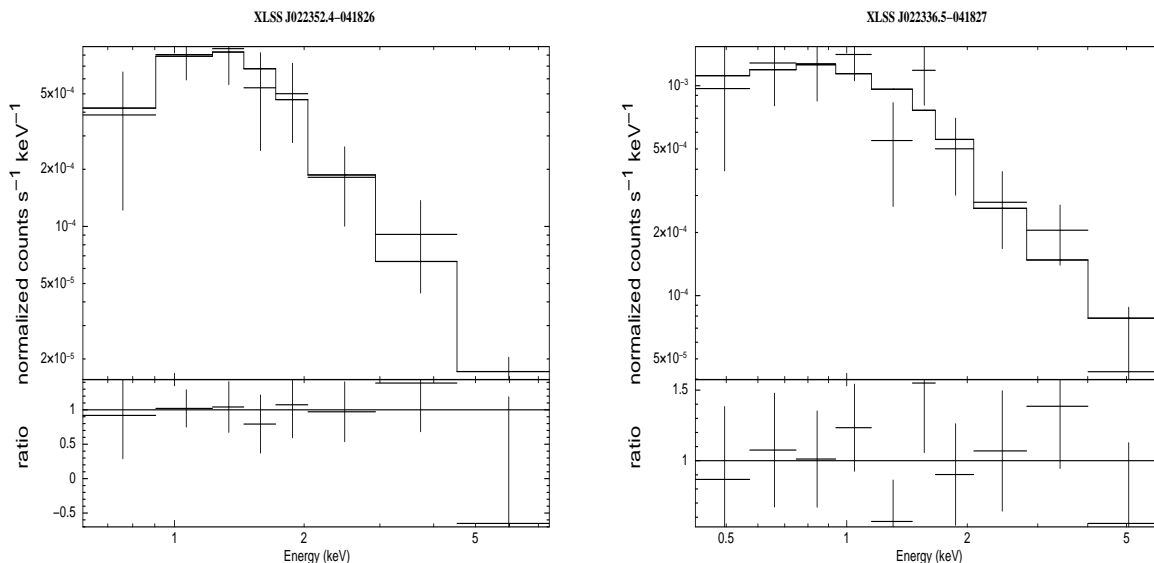 XLSS J022352.4−041826
normalized counts s⁻¹ keV⁻¹
5×10⁻⁴
2×10⁻⁴
10⁻⁴
5×10⁻⁵
2×10⁻⁵
ratio
1
0.5
0
−0.5
1 2 5
Energy (keV)
XLSS J022336.5−041827
normalized counts s⁻¹ keV⁻¹
10⁻³
5×10⁻⁴
2×10⁻⁴
10⁻⁴
5×10⁻⁵
ratio
1.5
1
0.5 1 2 5
Energy (keV)